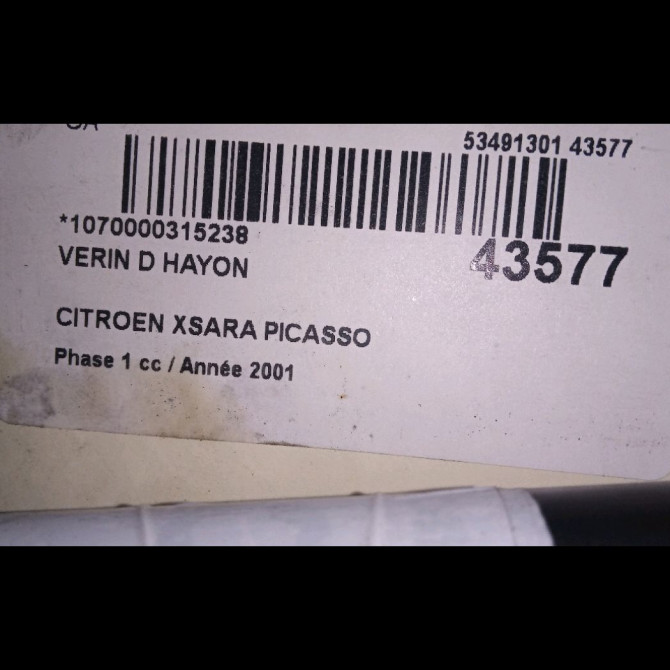 53491301 43577
*1070000315238
43577
VERIN D HAYON
CITROEN XSARA PICASSO
Phase 1 cc / Année 2001